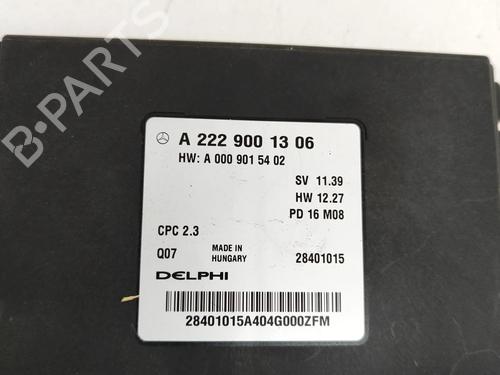 A 222 900 13 06
HW: A 000 901 54 02
SV 11.39
HW 12.27
PD 16 M08
CPC 2.3
Q07 MADE IN HUNGARY 28401015
DELPHI
28401015A404G000ZFM
B-PARTS